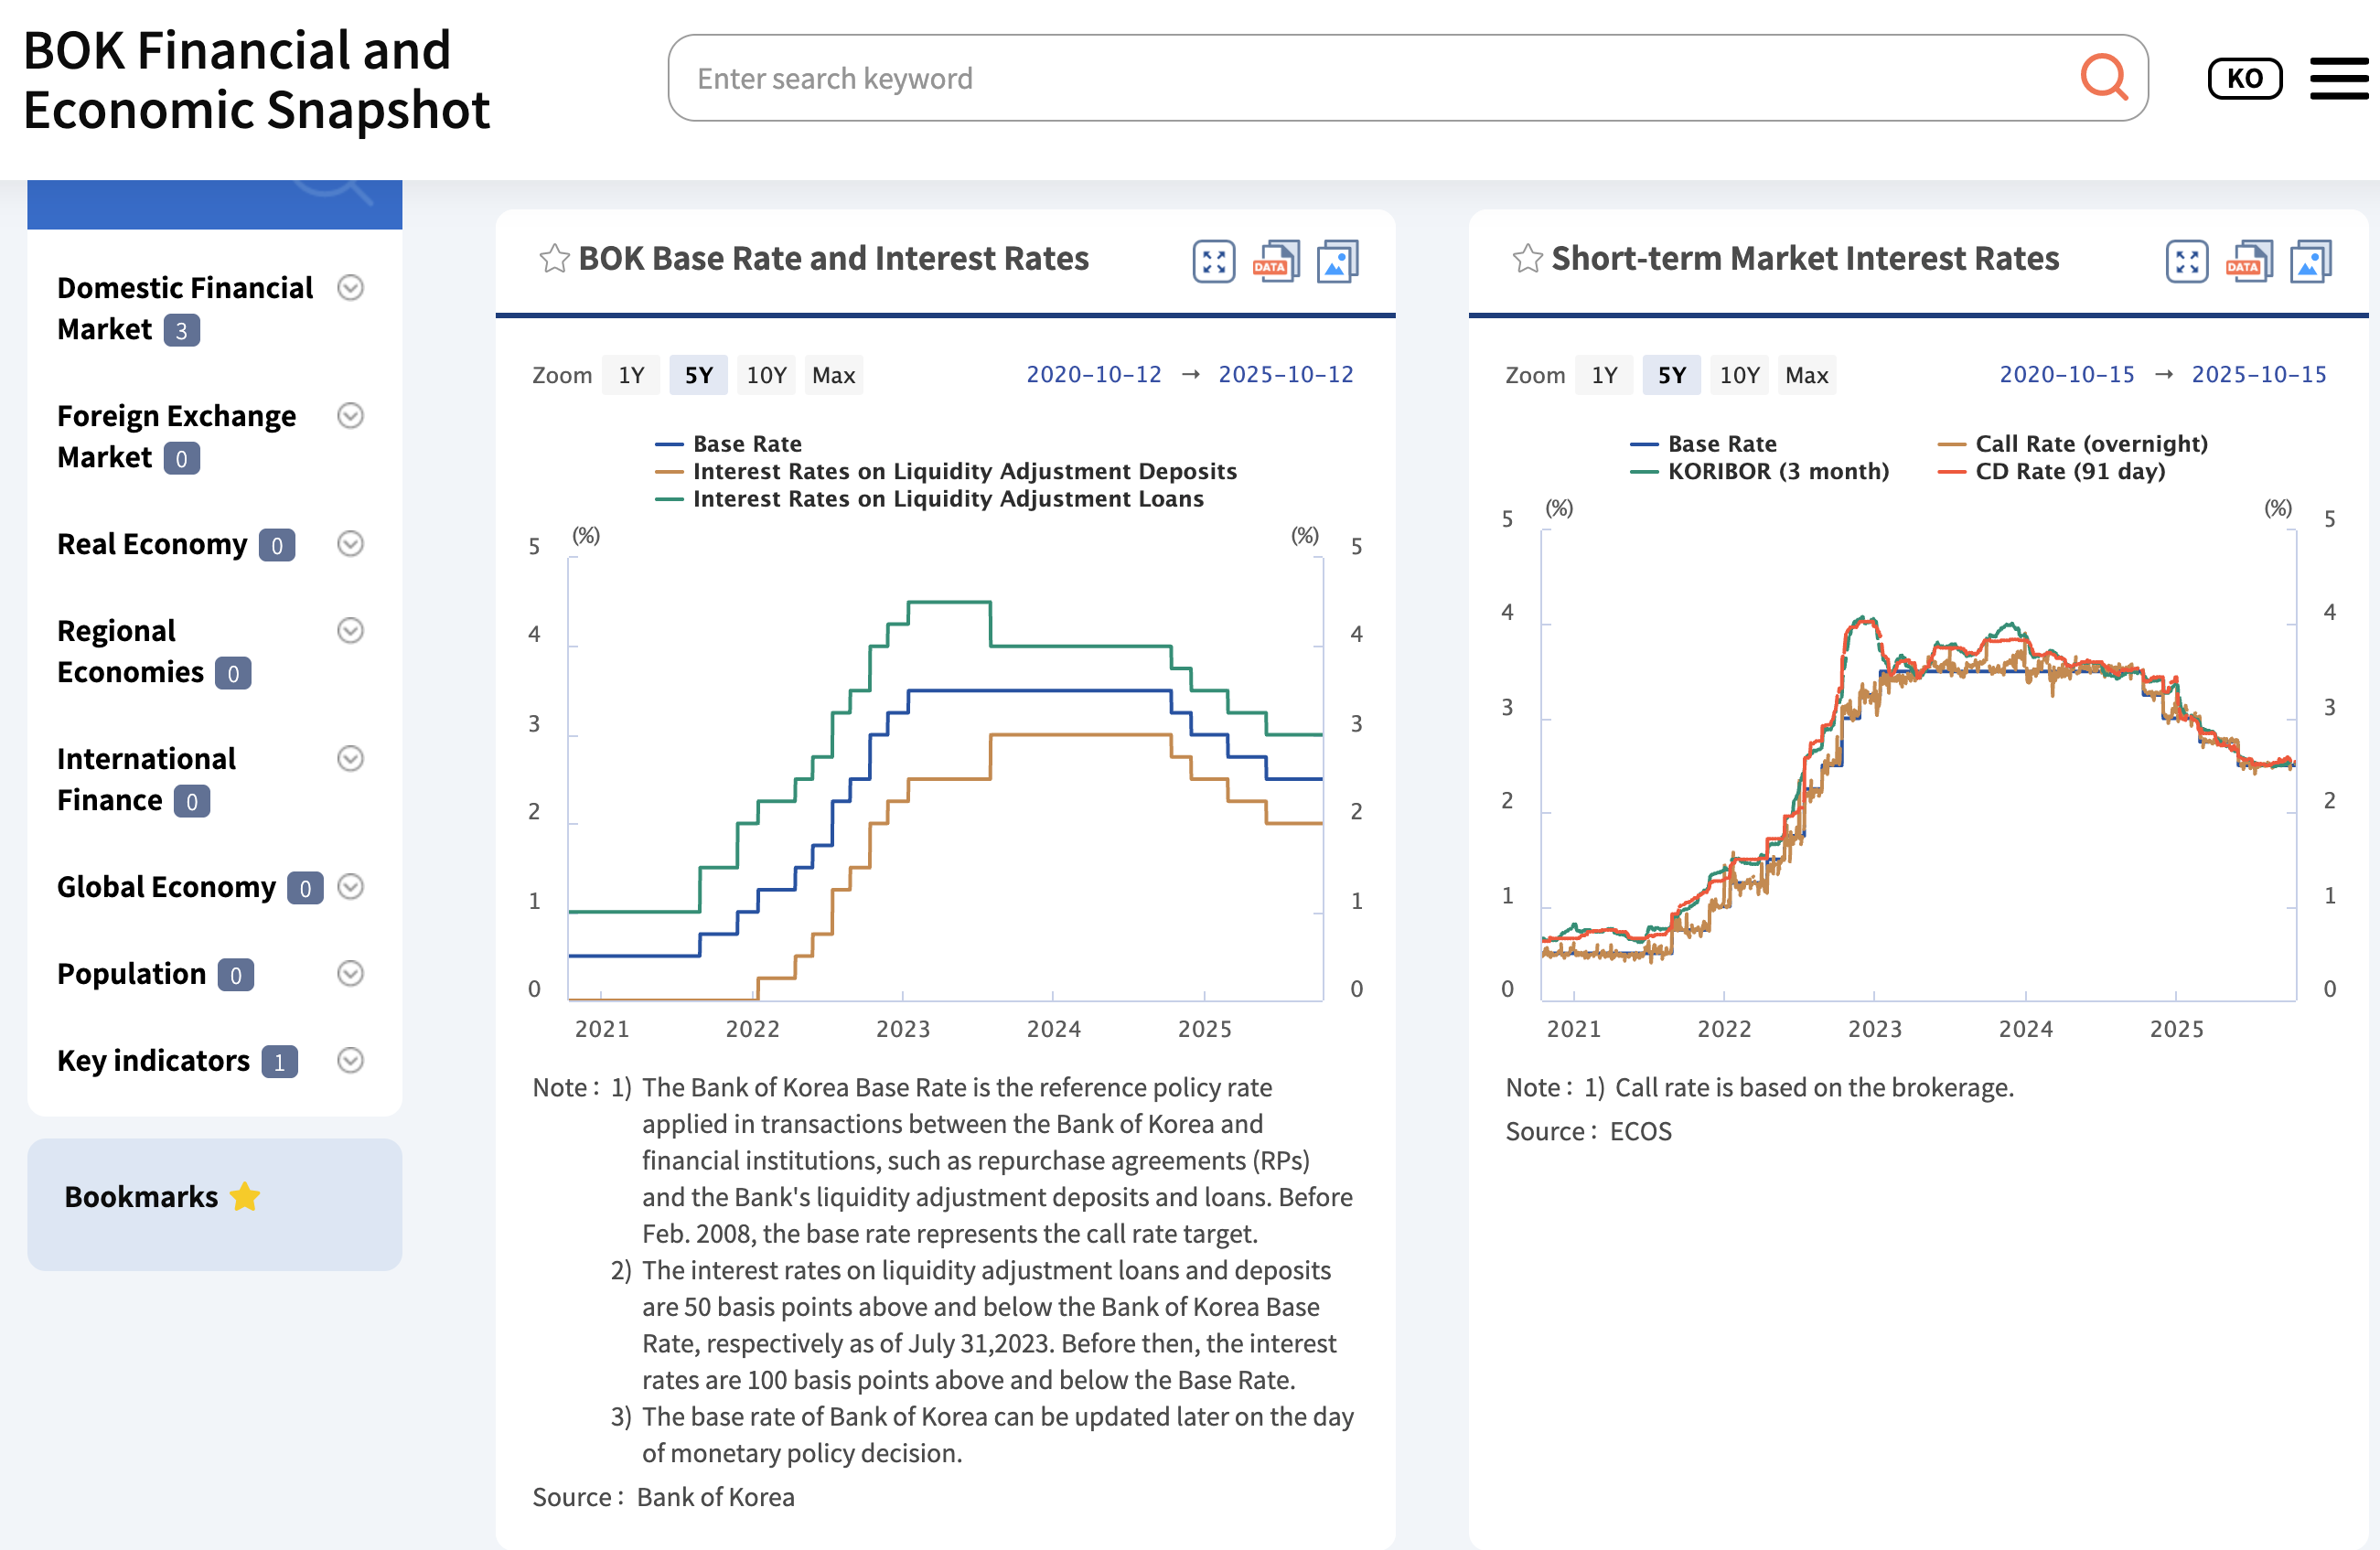 BOK Financial and
Economic Snapshot
Enter search keyword
KO
Domestic Financial
Market 3
Foreign Exchange
Market 0
Real Economy 0
Regional
Economies 0
International
Finance 0
Global Economy 0
Population 0
Key indicators 1
Bookmarks
BOK Base Rate and Interest Rates
DATA
Zoom 1Y 5Y 10Y Max 2020-10-12 → 2025-10-12
Base Rate
Interest Rates on Liquidity Adjustment Deposits
Interest Rates on Liquidity Adjustment Loans
(%) (%)
5 5
4 4
3 3
2 2
1 1
0 0
2021 2022 2023 2024 2025
Note : 1) The Bank of Korea Base Rate is the reference policy rate
applied in transactions between the Bank of Korea and
financial institutions, such as repurchase agreements (RPs)
and the Bank's liquidity adjustment deposits and loans. Before
Feb. 2008, the base rate represents the call rate target.
2) The interest rates on liquidity adjustment loans and deposits
are 50 basis points above and below the Bank of Korea Base
Rate, respectively as of July 31,2023. Before then, the interest
rates are 100 basis points above and below the Base Rate.
3) The base rate of Bank of Korea can be updated later on the day
of monetary policy decision.
Source : Bank of Korea
Short-term Market Interest Rates
DATA
Zoom 1Y 5Y 10Y Max 2020-10-15 → 2025-10-15
Base Rate Call Rate (overnight)
KORIBOR (3 month) CD Rate (91 day)
(%) (%)
5 5
4 4
3 3
2 2
1 1
0 0
2021 2022 2023 2024 2025
Note : 1) Call rate is based on the brokerage.
Source : ECOS